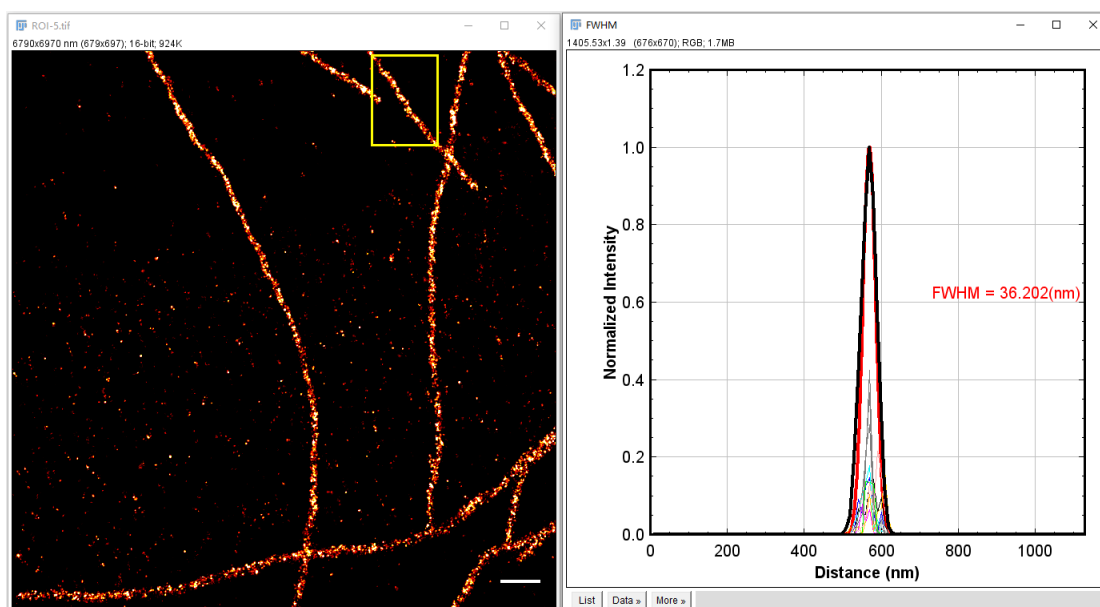 ROI-5.tif
6790x6970 nm (679x697); 16-bit; 924K
FWHM
1405.53x1.39 (676x670); RGB; 1.7MB
1.2
1.0
0.8
0.6
0.4
0.2
0.0
Normalized Intensity
FWHM = 36.202(nm)
0 200 400 600 800 1000
Distance (nm)
List Data » More »